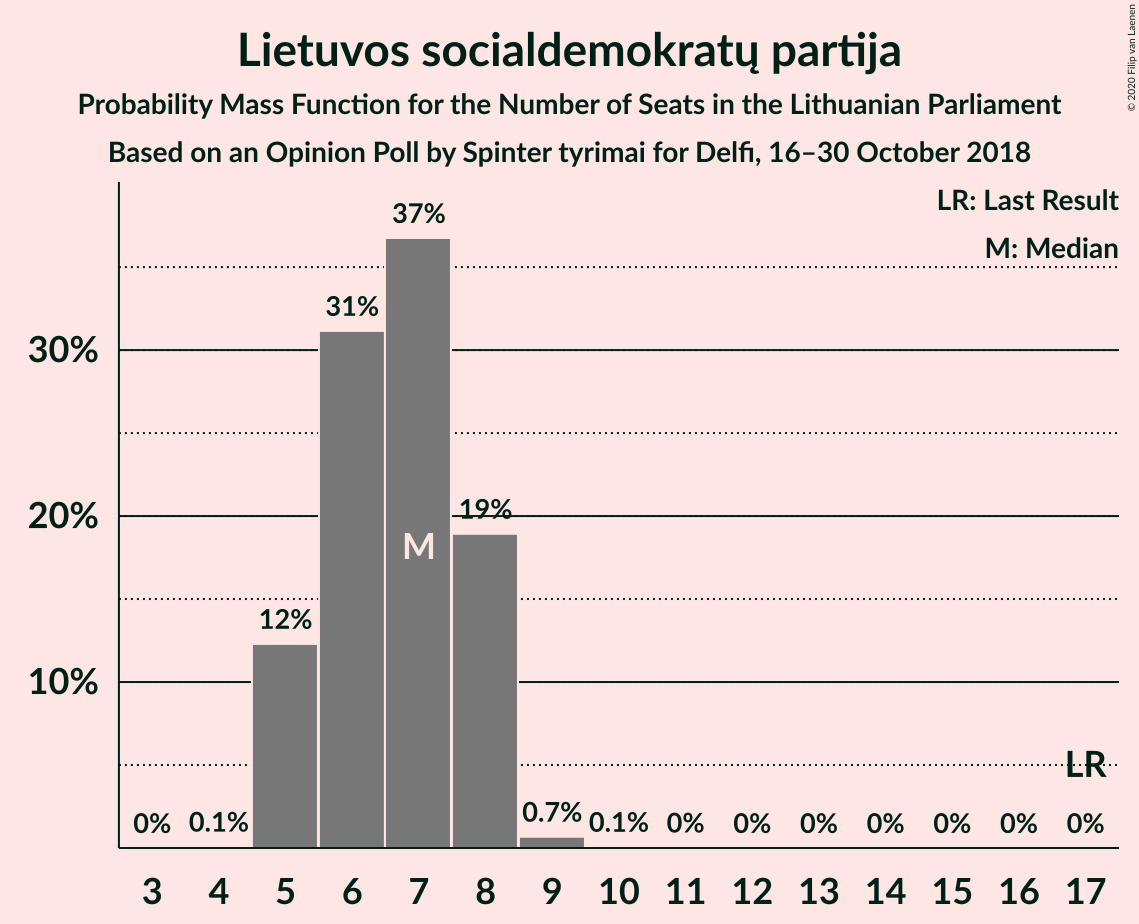 Lietuvos socialdemokratų partija
Probability Mass Function for the Number of Seats in the Lithuanian Parliament
Based on an Opinion Poll by Spinter tyrimai for Delfi, 16–30 October 2018
© 2020 Filip van Laenen
LR: Last Result
M: Median
37%
31%
30%
19%
20%
M
12%
10%
LR
0% 0.1% 0.7% 0.1% 0% 0% 0% 0% 0% 0% 0%
3 4 5 6 7 8 9 10 11 12 13 14 15 16 17